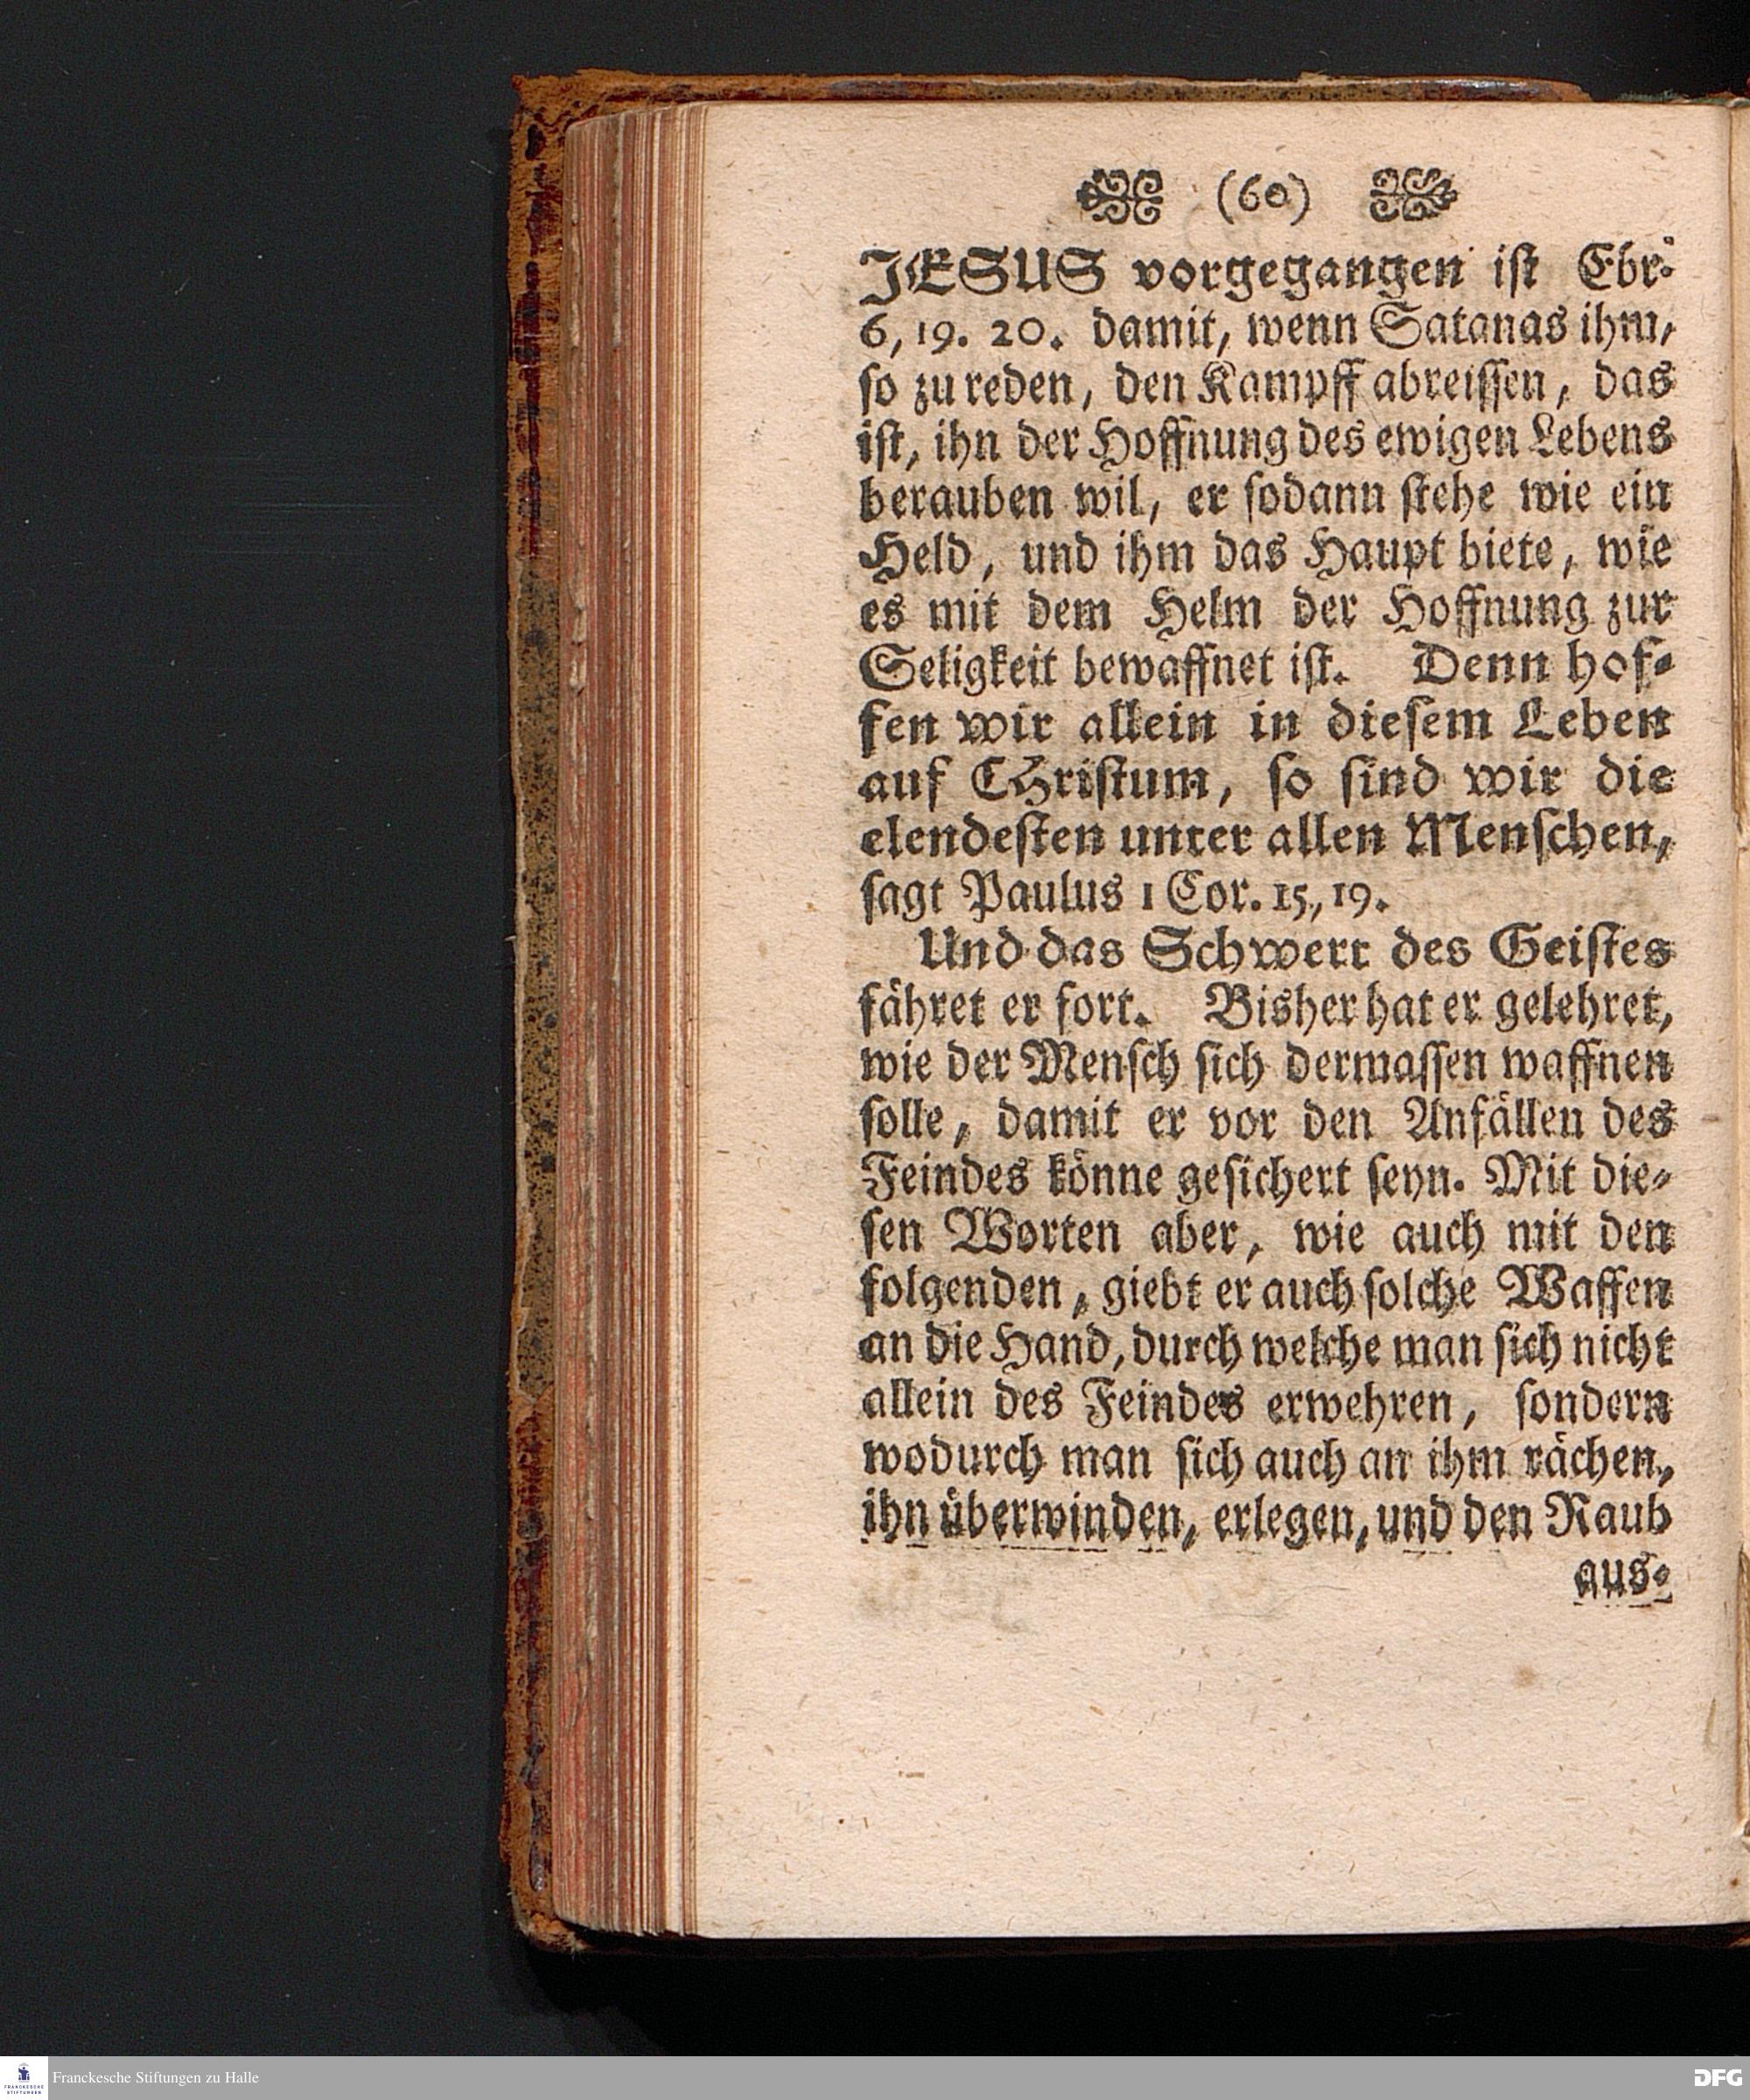 (60)
JESUS vorgegangen ist Ebr.
6, 19. 20. damit, wenn Satanas ihm,
so zu reden, den Kampff abreissen, das
ist, ihn der Hoffnung des ewigen Lebens
berauben wil, er sodann stehe wie ein
Held, und ihm das Haupt biete, wie
es mit dem Helm der Hoffnung zur
Seligkeit bewaffnet ist. Denn hof-
fen wir allein in diesem Leben
auf CHristum, so sind wir die
elendesten unter allen Menschen,
sagt Paulus 1 Cor. 15, 19.
Und das Schwert des Geistes
fähret er fort. Bisher hat er gelehret,
wie der Mensch sich dermassen waffnen
solle, damit er vor den Anfällen des
Feindes könne gesichert seyn. Mit die-
sen Worten aber, wie auch mit den
folgenden, giebt er auch solche Waffen
an die Hand, durch welche man sich nicht
allein des Feindes erwehren, sondern
wodurch man sich auch an ihm rächen,
ihn überwinden, erlegen, und den Raub
aus-
FRANCKESCHE
STIFTUNGEN
Franckesche Stiftungen zu Halle
DFG